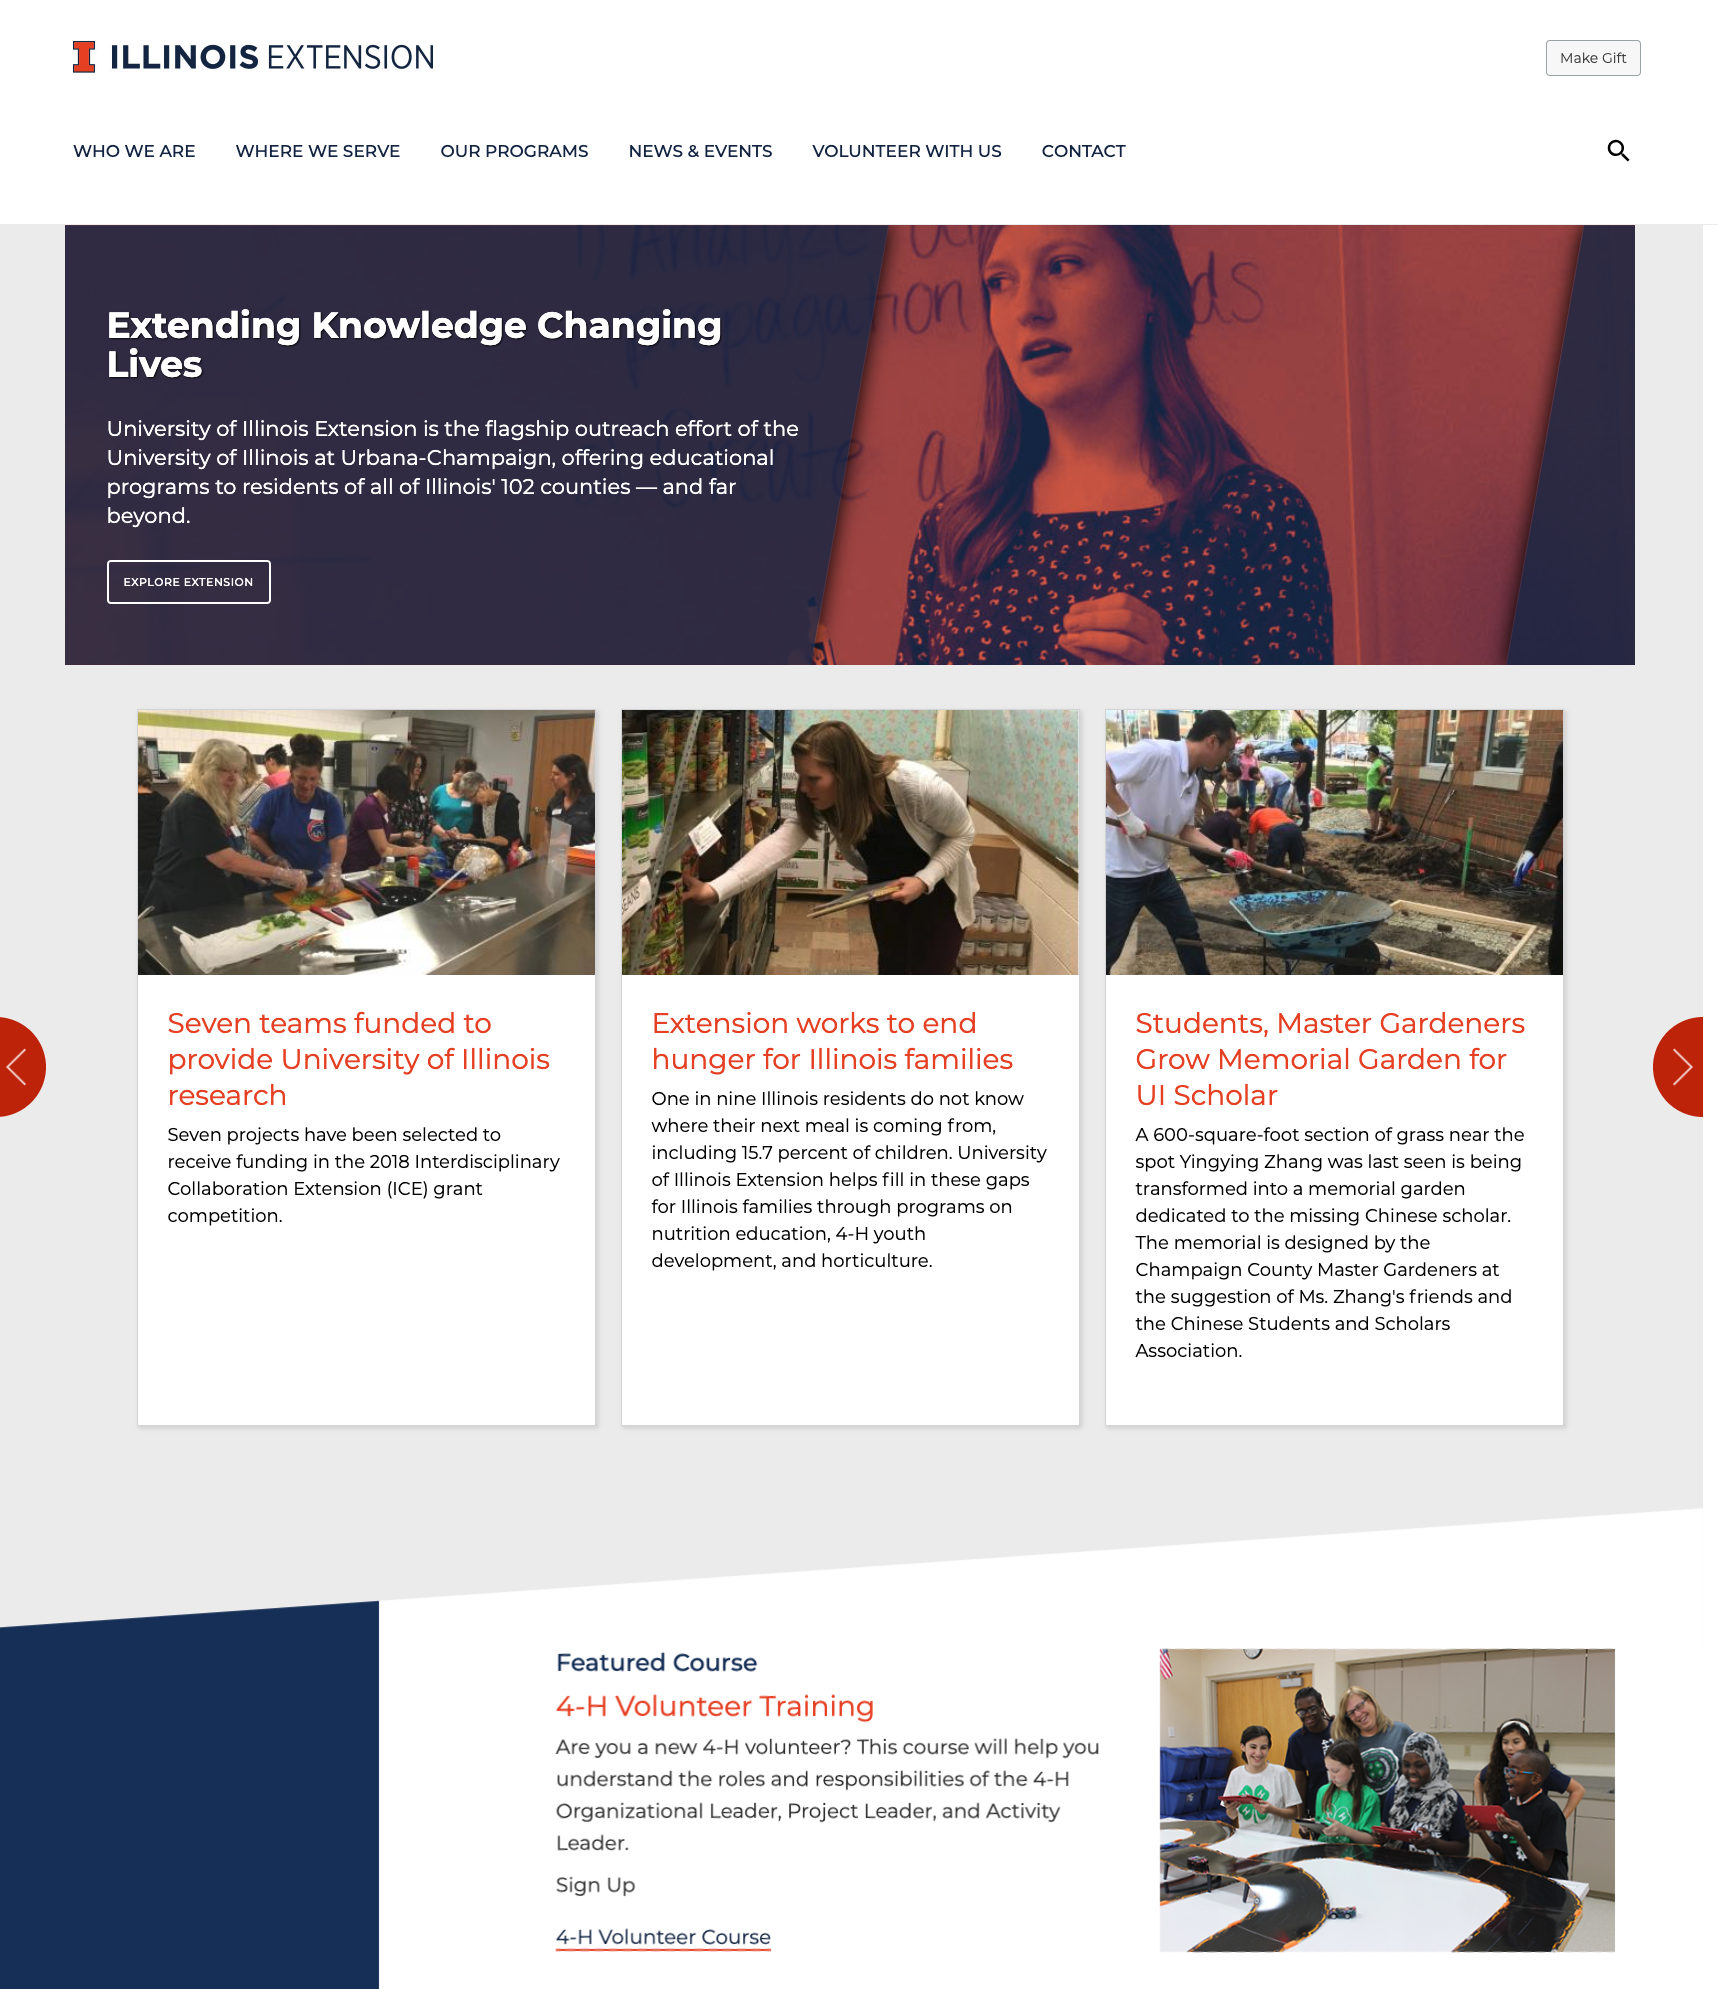 ILLINOIS EXTENSION
Make Gift
WHO WE ARE
WHERE WE SERVE
OUR PROGRAMS
NEWS & EVENTS
VOLUNTEER WITH US
CONTACT
Extending Knowledge Changing
Lives
University of Illinois Extension is the flagship outreach effort of the
University of Illinois at Urbana-Champaign, offering educational
programs to residents of all of Illinois' 102 counties — and far
beyond.
EXPLORE EXTENSION
1) Analyze
propagation
Create a
Seven teams funded to
provide University of Illinois
research
Seven projects have been selected to
receive funding in the 2018 Interdisciplinary
Collaboration Extension (ICE) grant
competition.
Extension works to end
hunger for Illinois families
One in nine Illinois residents do not know
where their next meal is coming from,
including 15.7 percent of children. University
of Illinois Extension helps fill in these gaps
for Illinois families through programs on
nutrition education, 4-H youth
development, and horticulture.
Students, Master Gardeners
Grow Memorial Garden for
UI Scholar
A 600-square-foot section of grass near the
spot Yingying Zhang was last seen is being
transformed into a memorial garden
dedicated to the missing Chinese scholar.
The memorial is designed by the
Champaign County Master Gardeners at
the suggestion of Ms. Zhang's friends and
the Chinese Students and Scholars
Association.
Featured Course
4-H Volunteer Training
Are you a new 4-H volunteer? This course will help you
understand the roles and responsibilities of the 4-H
Organizational Leader, Project Leader, and Activity
Leader.
Sign Up
4-H Volunteer Course